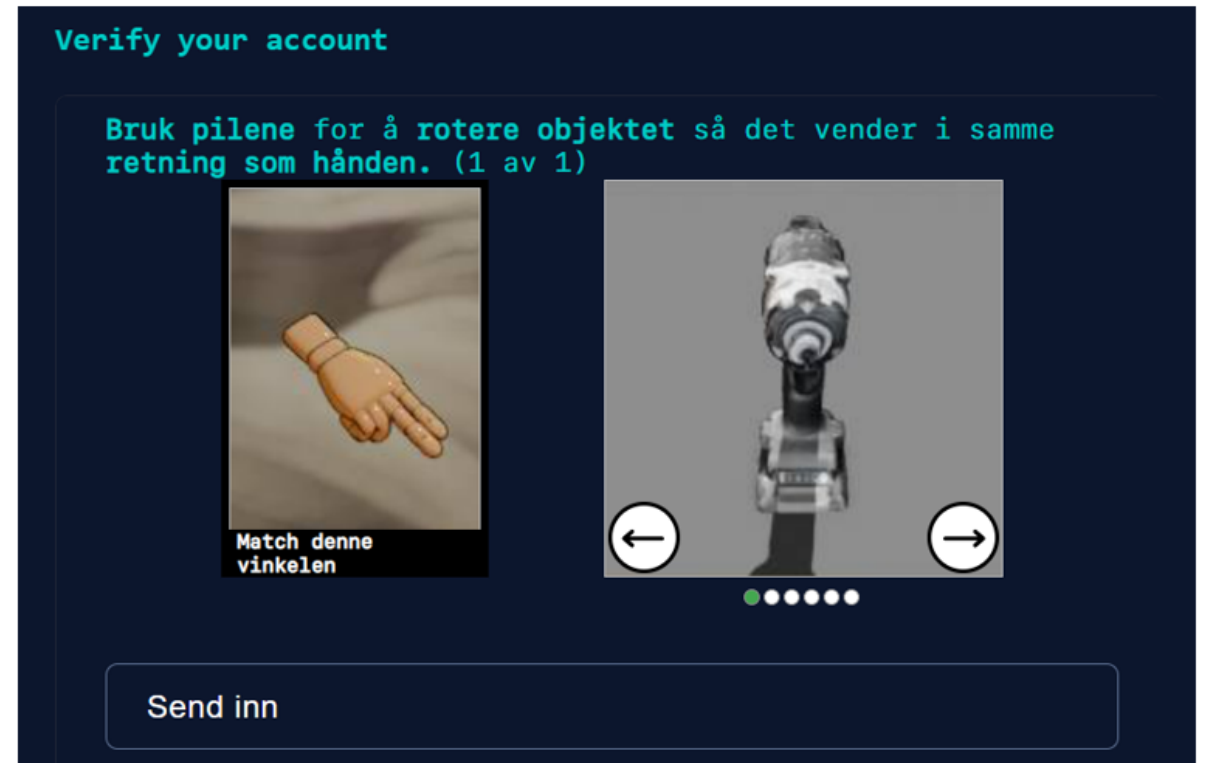 Verify your account
Bruk pilene for å rotere objektet så det vender i samme
retning som hånden. (1 av 1)
Match denne
vinkelen
Send inn